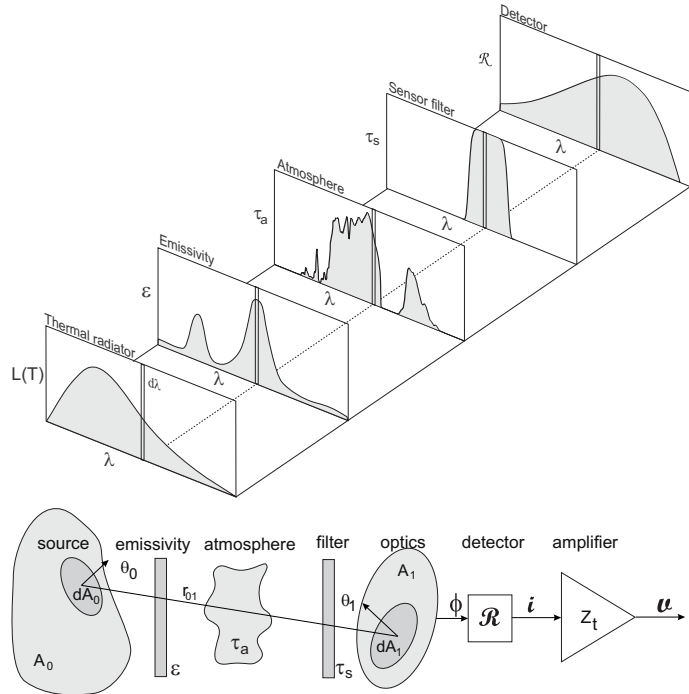 Detector
ℛ
λ
Sensor filter
τs
λ
Atmosphere
τa
λ
Emissivity
ε
λ
Thermal radiator
L(T)
dλ
λ
source emissivity atmosphere filter optics detector amplifier
θ0
dA0
A0
ε
r01
τa
τs
A1
θ1
dA1
ϕ
ℛ
i
Zt
v